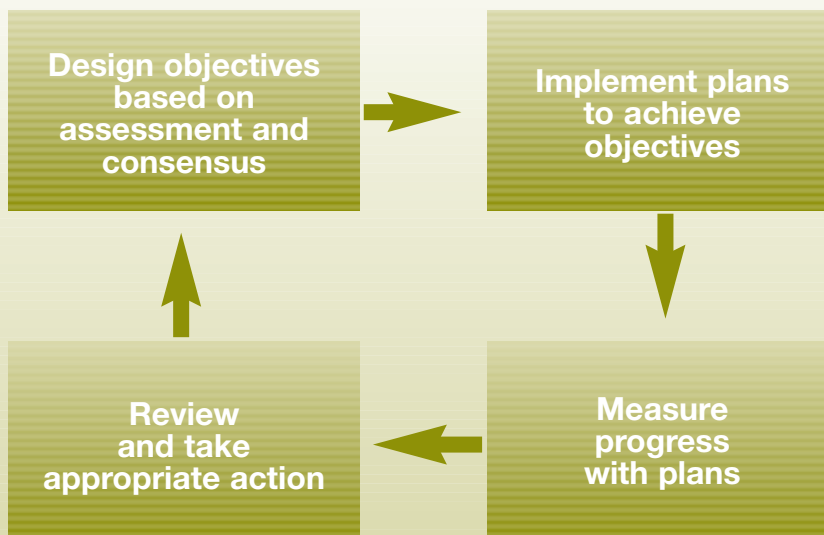 Design objectives
based on
assessment and
consensus
Implement plans
to achieve
objectives
Review
and take
appropriate action
Measure
progress
with plans